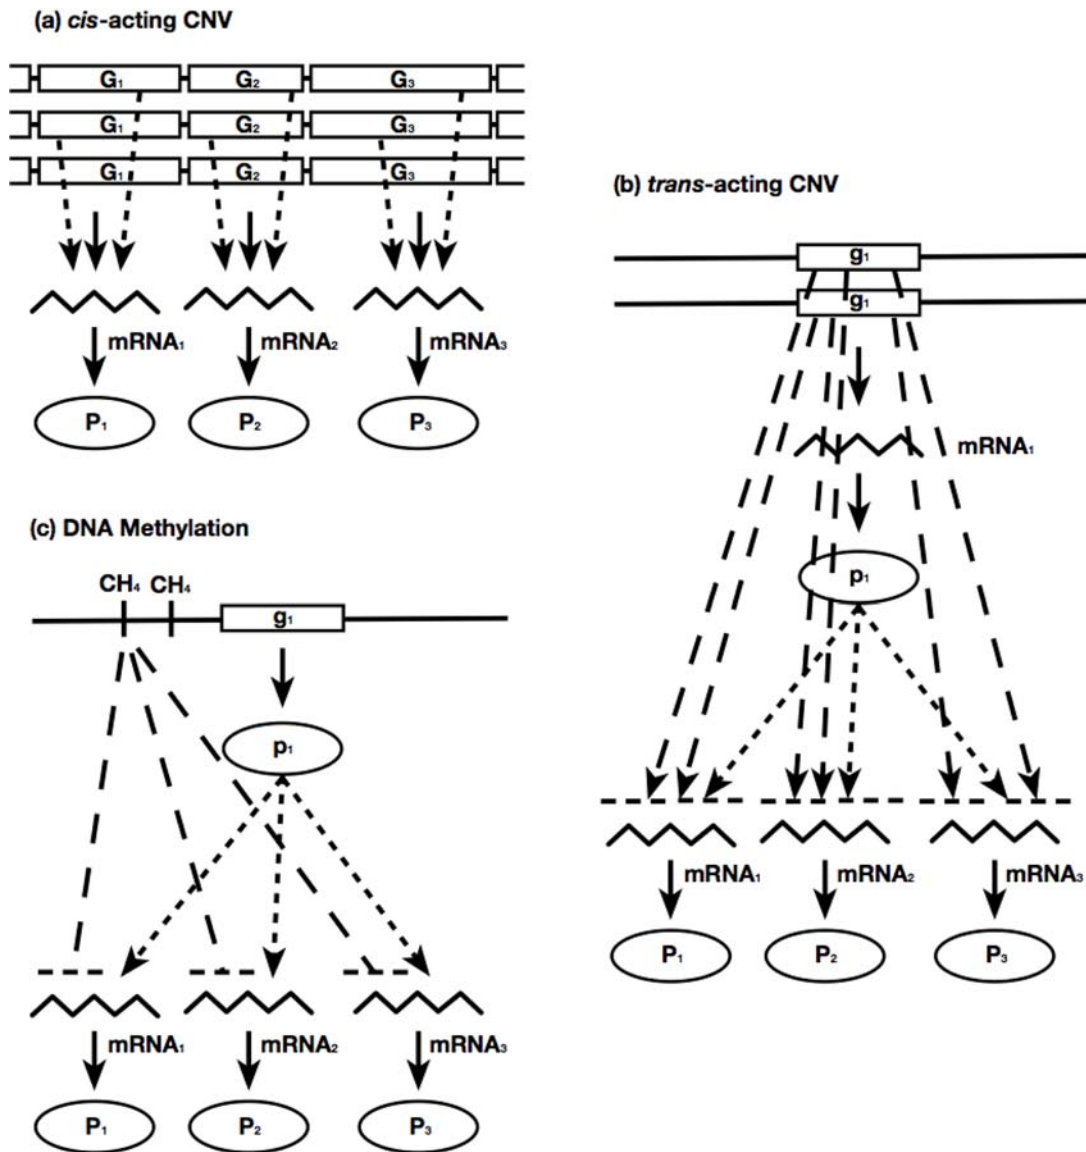 (a) cis-acting CNV
G₁ G₂ G₃
G₁ G₂ G₃
G₁ G₂ G₃
mRNA₁ mRNA₂ mRNA₃
P₁ P₂ P₃
(b) trans-acting CNV
g₁
g₁
mRNA₁
p₁
mRNA₁ mRNA₂ mRNA₃
P₁ P₂ P₃
(c) DNA Methylation
CH₄ CH₄
g₁
p₁
mRNA₁ mRNA₂ mRNA₃
P₁ P₂ P₃